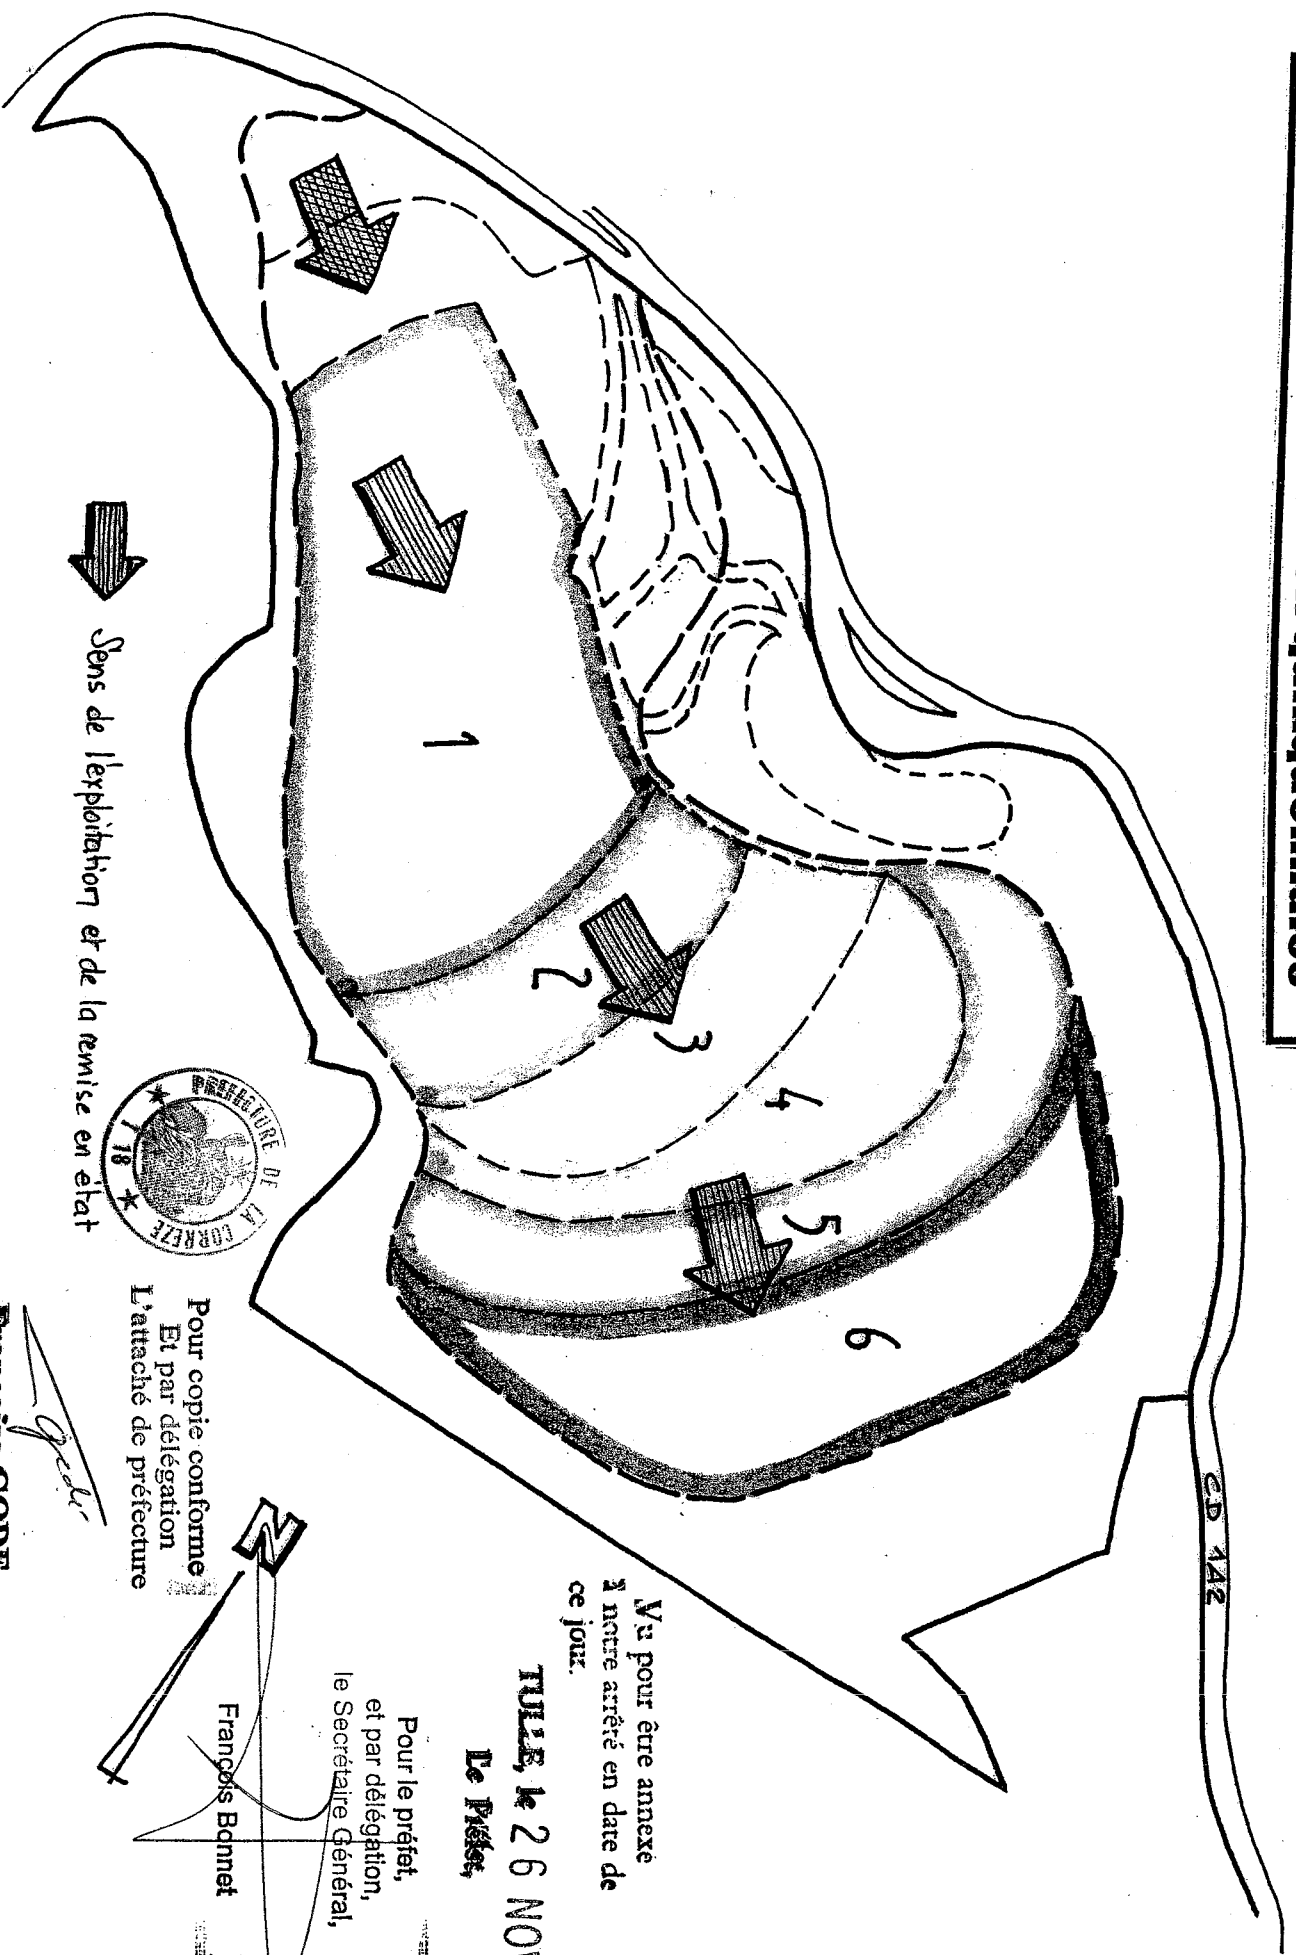 quinquennales
CD 142
1
2
3
4
5
6
Sens de l'exploitation et de la remise en état
PREFECTURE DE LA CORREZE
Pour copie conforme
Et par délégation
L'attaché de préfecture
N
Vu pour être annexé
à notre arrêté en date de
ce jour.
TULLE, le 26 NOV
Le Préfet,
Pour le préfet,
et par délégation,
le Secrétaire Général,
François Bonnet